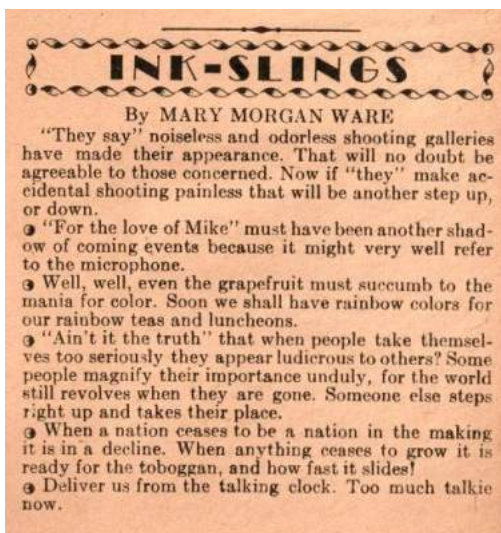 INK-SLINGS
By MARY MORGAN WARE
"They say" noiseless and odorless shooting galleries
have made their appearance. That will no doubt be
agreeable to those concerned. Now if "they" make ac-
cidental shooting painless that will be another step up,
or down.
"For the love of Mike" must have been another shad-
ow of coming events because it might very well refer
to the microphone.
Well, well, even the grapefruit must succumb to the
mania for color. Soon we shall have rainbow colors for
our rainbow teas and luncheons.
"Ain't it the truth" that when people take themsel-
ves too seriously they appear ludicrous to others? Some
people magnify their importance unduly, for the world
still revolves when they are gone. Someone else steps
right up and takes their place.
When a nation ceases to be a nation in the making
it is in a decline. When anything ceases to grow it is
ready for the toboggan, and how fast it slides!
Deliver us from the talking clock. Too much talkie
now.